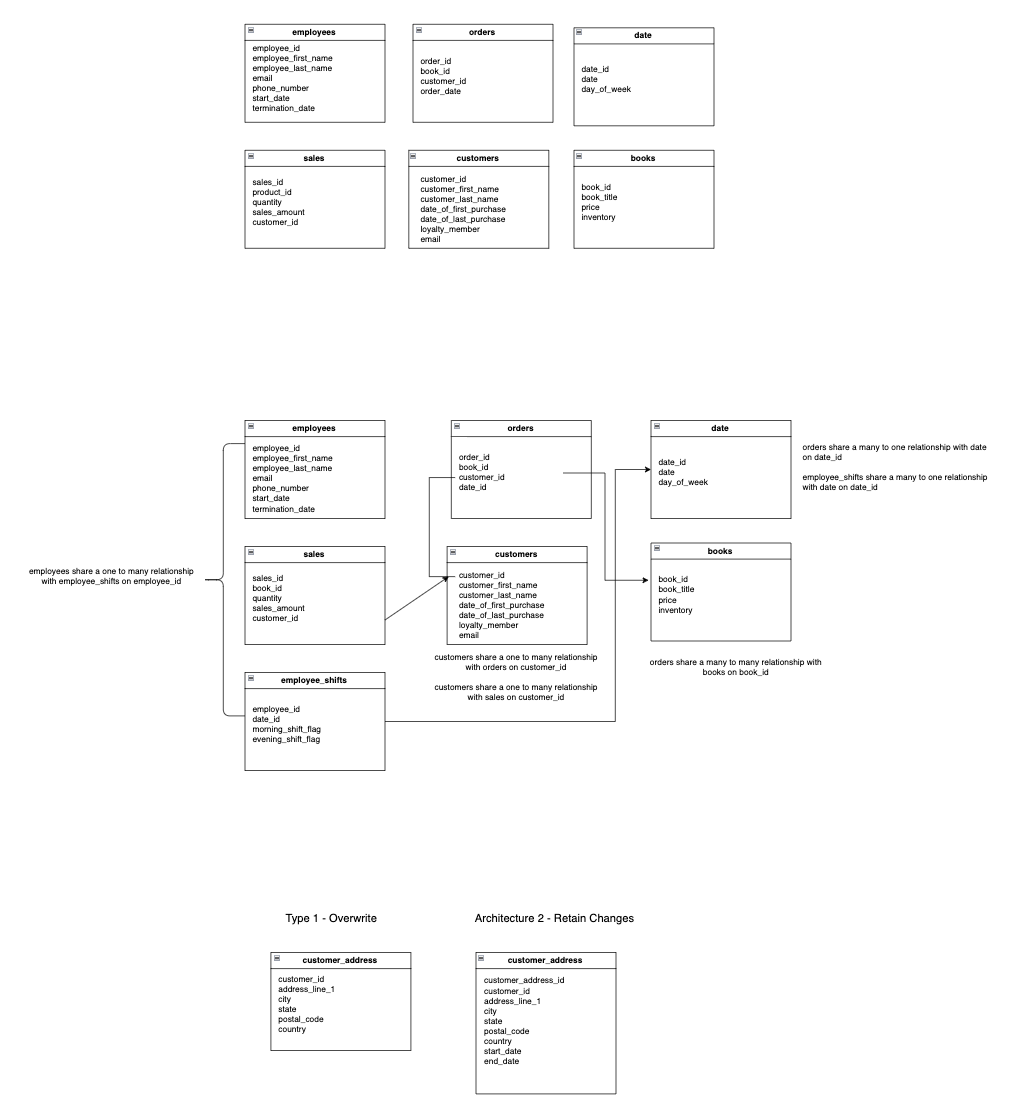 employees
employee_id
employee_first_name
employee_last_name
email
phone_number
start_date
termination_date
orders
order_id
book_id
customer_id
order_date
date
date_id
date
day_of_week
sales
sales_id
product_id
quantity
sales_amount
customer_id
customers
customer_id
customer_first_name
customer_last_name
date_of_first_purchase
date_of_last_purchase
loyalty_member
email
books
book_id
book_title
price
inventory
employees
employee_id
employee_first_name
employee_last_name
email
phone_number
start_date
termination_date
orders
order_id
book_id
customer_id
date_id
date
date_id
date
day_of_week
orders share a many to one relationship with date
on date_id
employee_shifts share a many to one relationship
with date on date_id
employees share a one to many relationship
with employee_shifts on employee_id
sales
sales_id
book_id
quantity
sales_amount
customer_id
customers
customer_id
customer_first_name
customer_last_name
date_of_first_purchase
date_of_last_purchase
loyalty_member
email
books
book_id
book_title
price
inventory
customers share a one to many relationship
with orders on customer_id
customers share a one to many relationship
with sales on customer_id
orders share a many to many relationship with
books on book_id
employee_shifts
employee_id
date_id
morning_shift_flag
evening_shift_flag
Type 1 - Overwrite
customer_address
customer_id
address_line_1
city
state
postal_code
country
Architecture 2 - Retain Changes
customer_address
customer_address_id
customer_id
address_line_1
city
state
postal_code
country
start_date
end_date